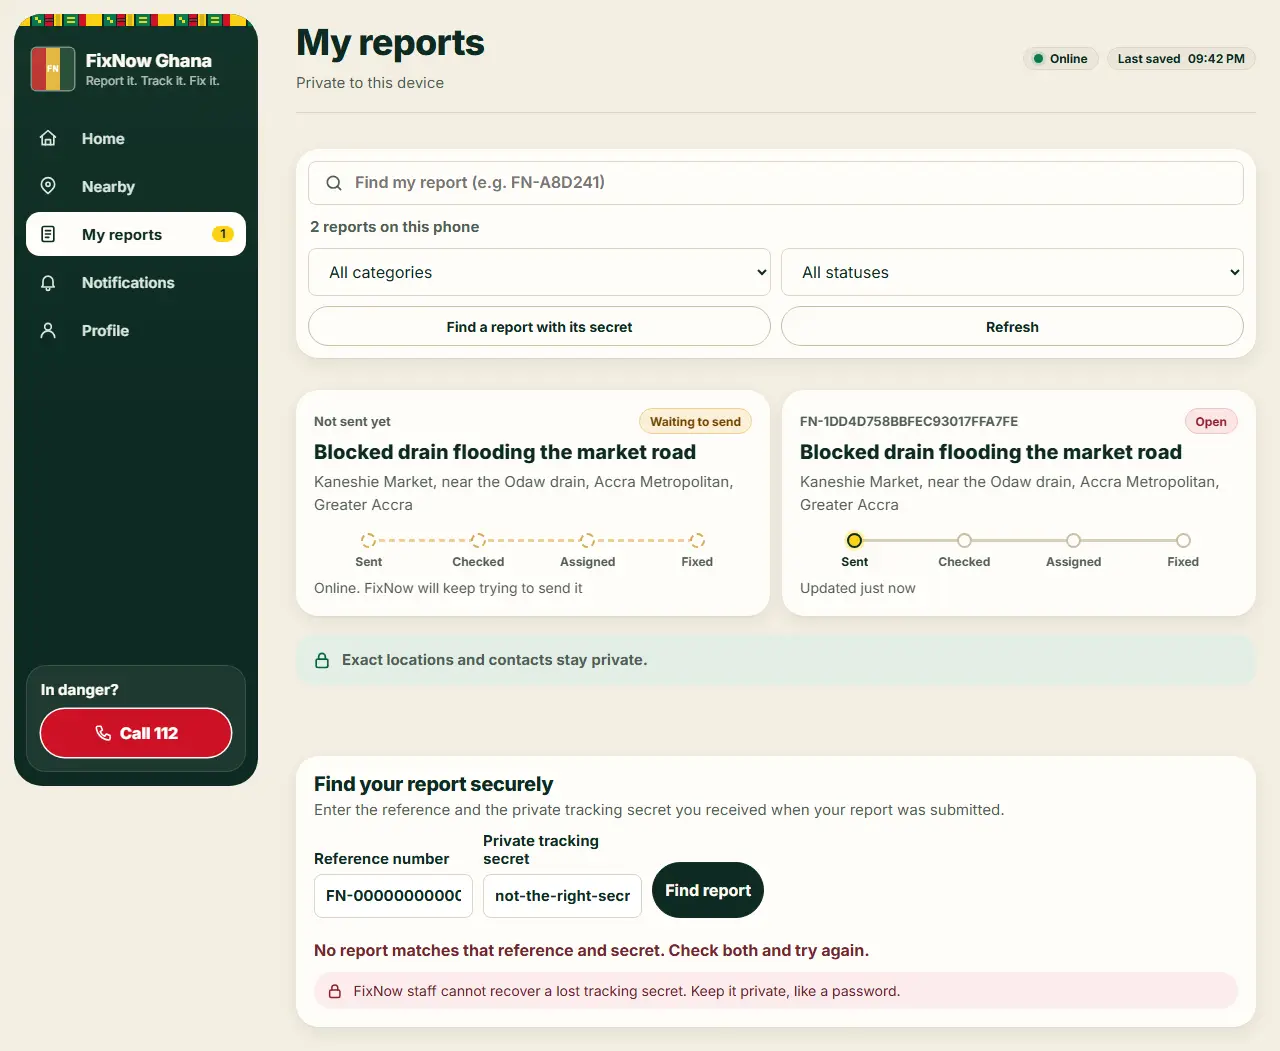 FN
FixNow Ghana
Report it. Track it. Fix it.
Home
Nearby
My reports
1
Notifications
Profile
In danger?
Call 112
My reports
Private to this device
Online
Last saved 09:42 PM
Find my report (e.g. FN-A8D241)
2 reports on this phone
All categories
All statuses
Find a report with its secret
Refresh
Not sent yet
Waiting to send
Blocked drain flooding the market road
Kaneshie Market, near the Odaw drain, Accra Metropolitan,
Greater Accra
Sent
Checked
Assigned
Fixed
Online. FixNow will keep trying to send it
FN-1DD4D758BBFEC93017FFA7FE
Open
Blocked drain flooding the market road
Kaneshie Market, near the Odaw drain, Accra Metropolitan,
Greater Accra
Sent
Checked
Assigned
Fixed
Updated just now
Exact locations and contacts stay private.
Find your report securely
Enter the reference and the private tracking secret you received when your report was submitted.
Reference number
FN-00000000000
Private tracking
secret
not-the-right-secr
Find report
No report matches that reference and secret. Check both and try again.
FixNow staff cannot recover a lost tracking secret. Keep it private, like a password.